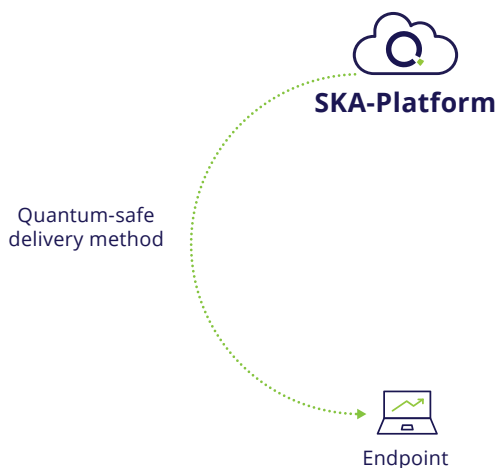 SKA-Platform
Quantum-safe
delivery method
Endpoint